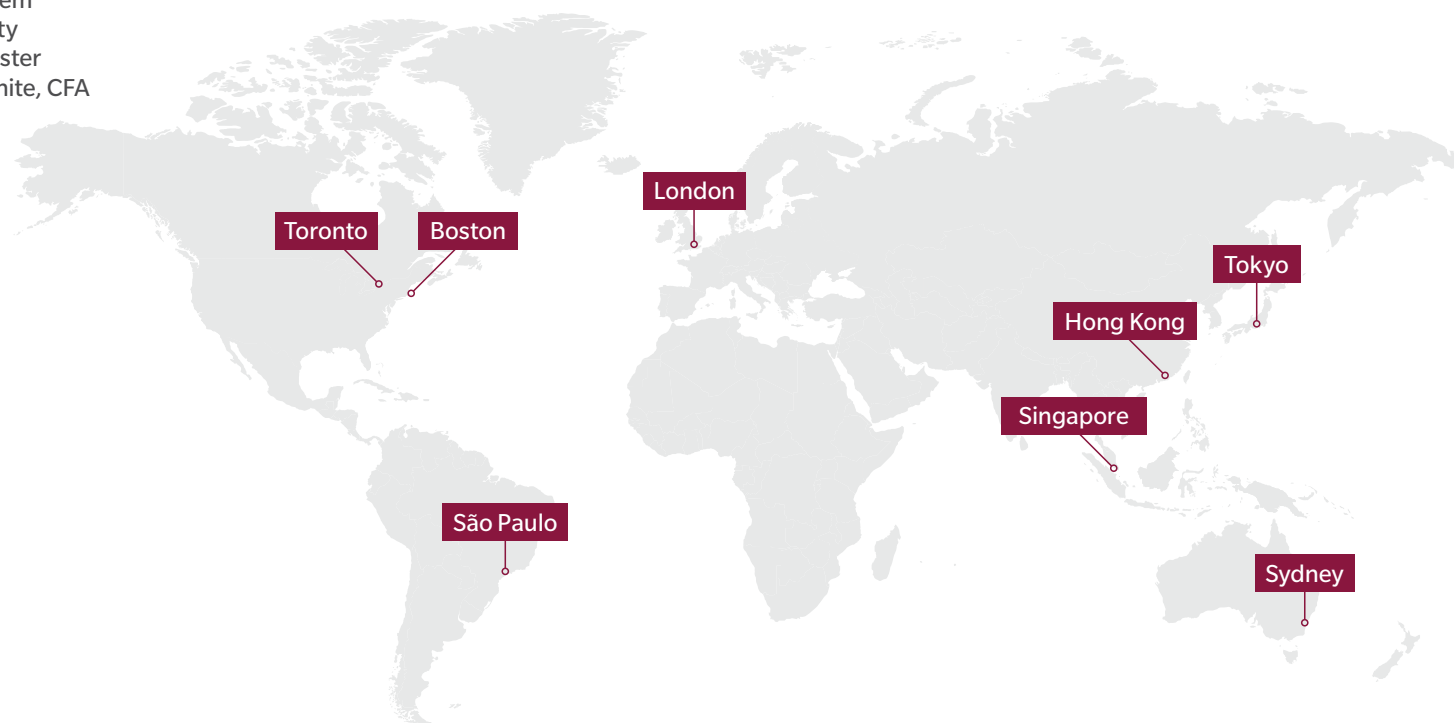 ty
ster
nite, CFA
London
Toronto
Boston
Tokyo
Hong Kong
Singapore
São Paulo
Sydney